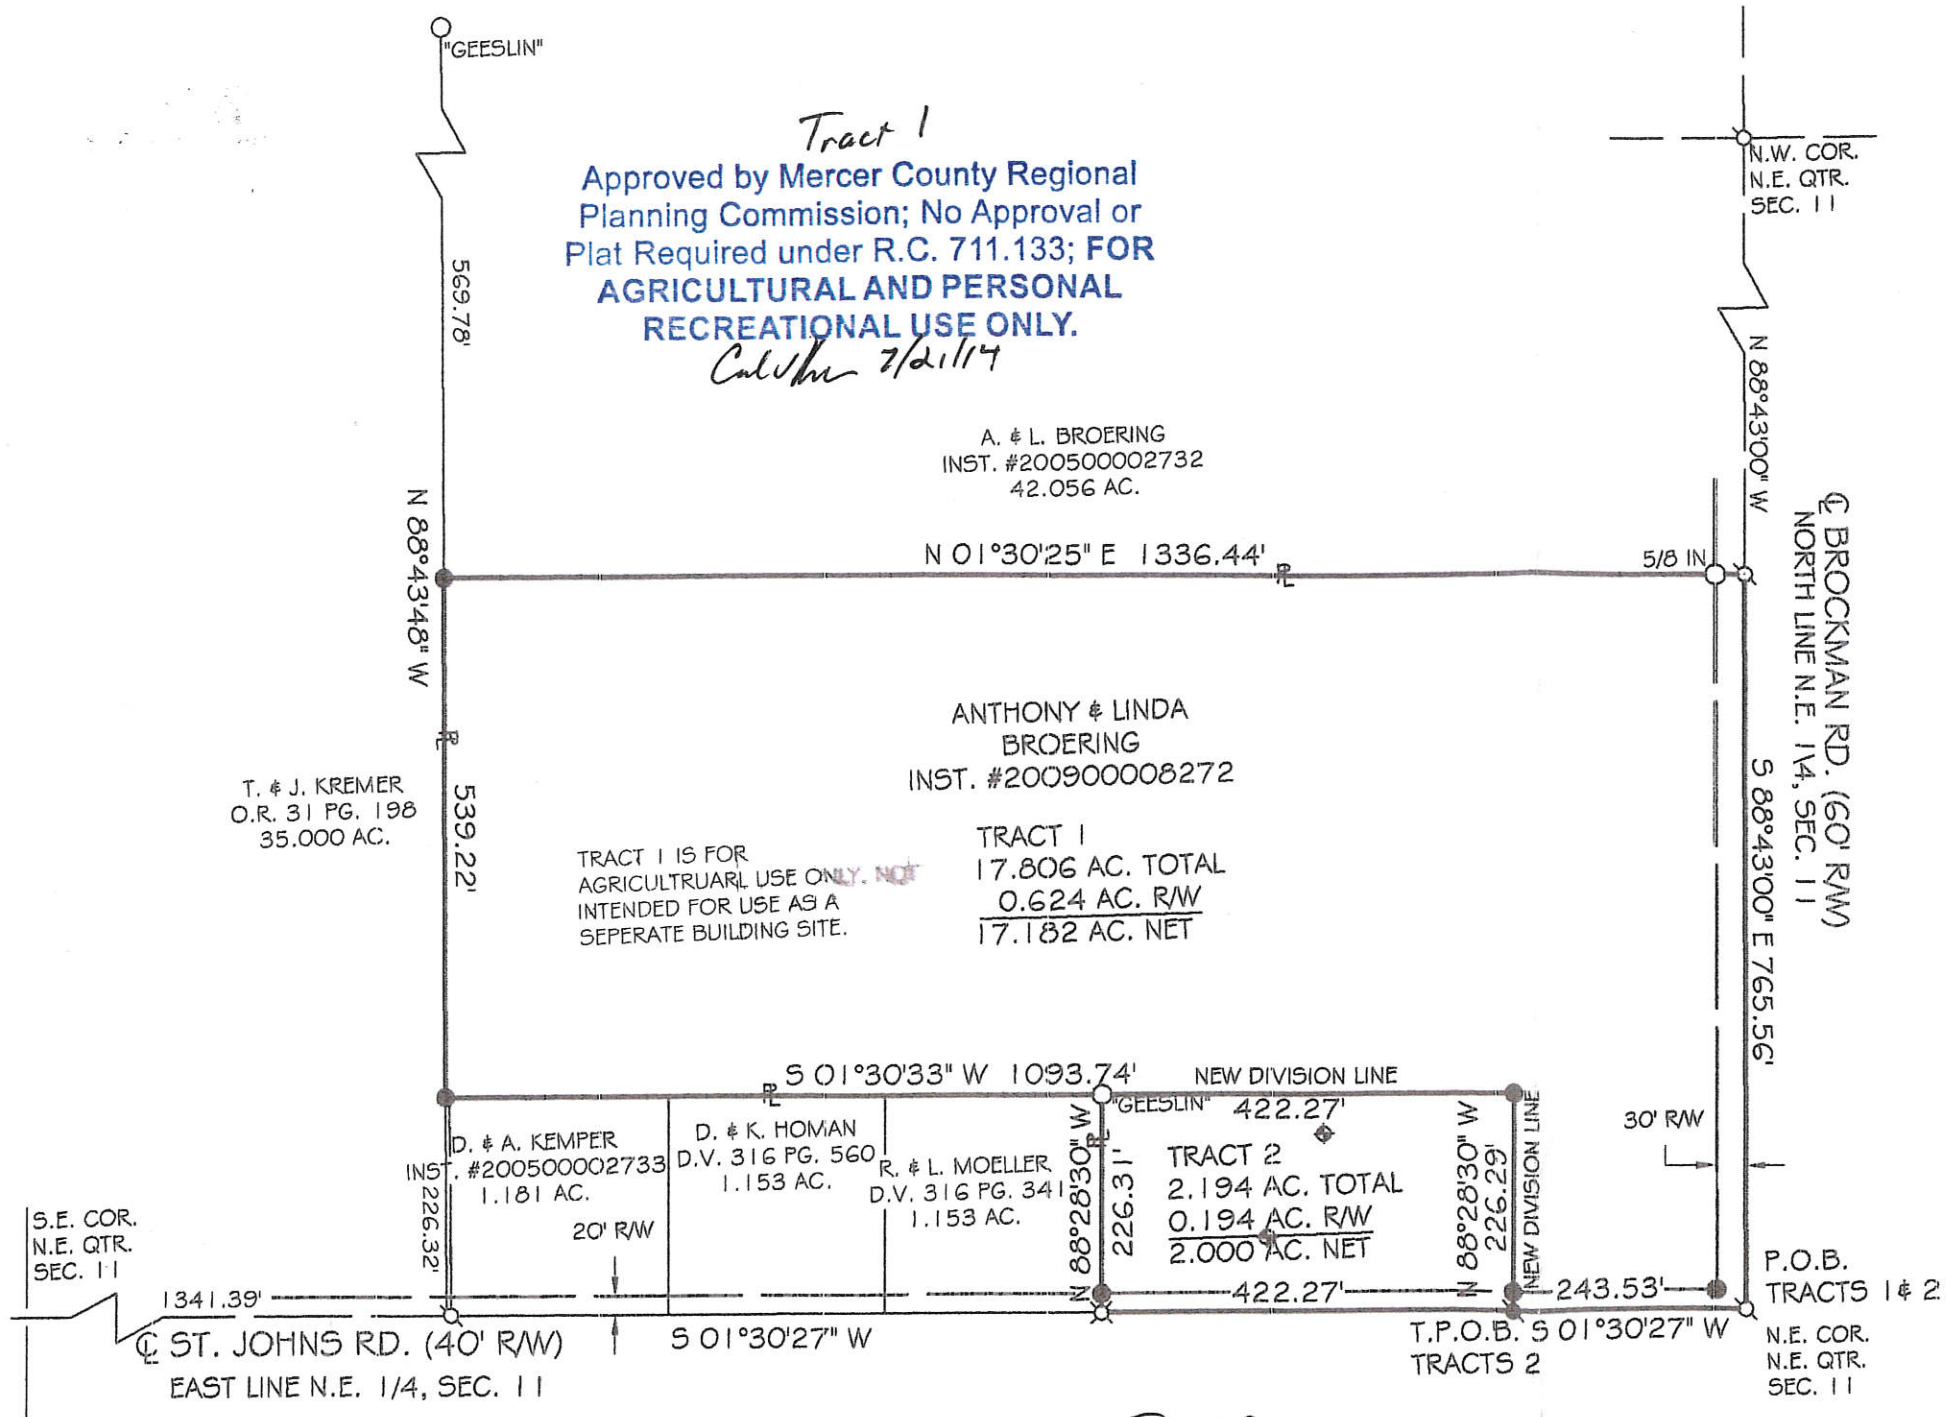 "GEESLIN"
Tract 1
Approved by Mercer County Regional
Planning Commission; No Approval or
Plat Required under R.C. 711.133; FOR
AGRICULTURAL AND PERSONAL
RECREATIONAL USE ONLY.
7/21/14
N.W. COR.
N.E. QTR.
SEC. 11
569.78'
N 88°43'48" W
539.22'
A. & L. BROERING
INST. #200500002732
42.056 AC.
N 88°43'00" W
℄ BROCKMAN RD. (60' R/W)
NORTH LINE N.E. 1\4, SEC. 11
N 01°30'25" E 1336.44'
℄
5/8 IN
S 88°43'00" E 765.56'
ANTHONY & LINDA
BROERING
INST. #200900008272
T. & J. KREMER
O.R. 31 PG. 198
35.000 AC.
TRACT 1 IS FOR
AGRICULTRUARL USE ONLY. NOT
INTENDED FOR USE AS A
SEPERATE BUILDING SITE.
TRACT 1
17.806 AC. TOTAL
0.624 AC. R/W
17.182 AC. NET
S 01°30'33" W 1093.74'
NEW DIVISION LINE
"GEESLIN"
422.27'
D. & A. KEMPER
INST. #200500002733
1.181 AC.
226.32'
D. & K. HOMAN
D.V. 316 PG. 560
1.153 AC.
R. & L. MOELLER
D.V. 316 PG. 341
1.153 AC.
N 88°28'30" W
226.31'
TRACT 2
2.194 AC. TOTAL
0.194 AC. R/W
2.000 AC. NET
N 88°28'30" W
226.29'
NEW DIVISION LINE
30' R/W
20' R/W
S.E. COR.
N.E. QTR.
SEC. 11
1341.39'
422.27'
243.53'
P.O.B.
TRACTS 1 & 2
℄ ST. JOHNS RD. (40' R/W)
EAST LINE N.E. 1/4, SEC. 11
S 01°30'27" W
T.P.O.B. S 01°30'27" W
TRACTS 2
N.E. COR.
N.E. QTR.
SEC. 11